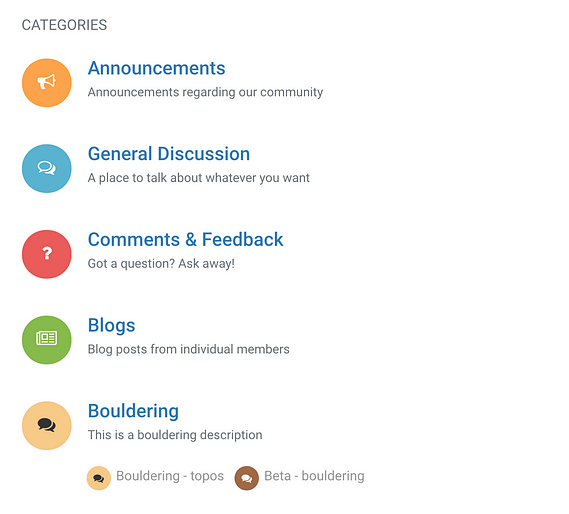 CATEGORIES
Announcements
Announcements regarding our community
General Discussion
A place to talk about whatever you want
Comments & Feedback
Got a question? Ask away!
Blogs
Blog posts from individual members
Bouldering
This is a bouldering description
Bouldering - topos Beta - bouldering